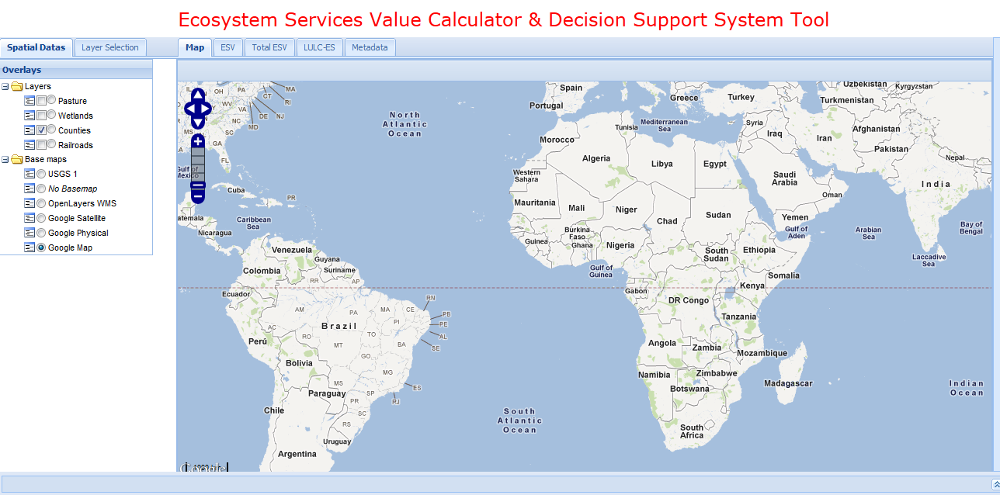 Ecosystem Services Value Calculator & Decision Support System Tool
Spatial Datas
Layer Selection
Map
ESV
Total ESV
LULC-ES
Metadata
Overlays
Layers
Pasture
Wetlands
Counties
Railroads
Base maps
USGS 1
No Basemap
OpenLayers WMS
Google Satellite
Google Physical
Google Map
OH
PA
MA
CT
RI
WV
VA
DE
NJ
MD
NC
MS
SC
GA
FL
Gulf of
Mexico
Cuba
PR
Caribbean
Sea
atemala
Nicaragua
North
Atlantic
Ocean
Spain
Portugal
Greece
Turkey
Uzbekistan
Kyrgyzstan
Turkmenistan
Tunisia
Mediterranean
Sea
Syria
Iraq
Iran
Afghanistan
Pakistan
Nepal
Morocco
Algeria
Libya
Egypt
Western
Sahara
Saudi
Arabia
Oman
India
Mauritania
Mali
Niger
Chad
Sudan
Yemen
Gulf of
Aden
Arabian
Sea
Bay of
Bengal
Burkina
Faso
Guinea
Ghana
Nigeria
South
Sudan
Ethiopia
Laccadive
Sea
Gulf of
Guinea
Somalia
Venezuela
Guyana
Suriname
Colombia
RR
AP
Ecuador
Gabon
Kenya
DR Congo
Tanzania
RN
AM
PA
MA
CE
PB
PI
PE
AC
Brazil
TO
AL
RO
BA
SE
MT
Perú
GO
Bolivia
MG
MS
ES
Paraguay
SP
PR
RJ
SC
Chile
RS
Uruguay
Argentina
Angola
Zambia
Mozambique
Namibia
Zimbabwe
Botswana
Madagascar
South
Africa
South
Atlantic
Ocean
Indian
Ocean
Google